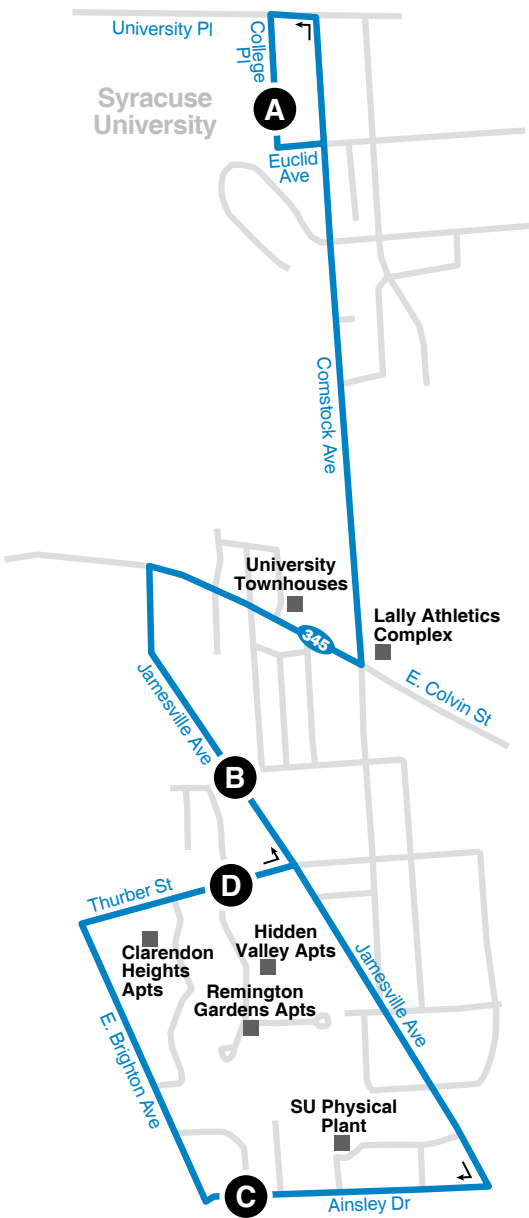 University Pl
College
Pl
Syracuse
University
A
Euclid
Ave
Comstock Ave
University
Townhouses
345
Lally Athletics
Complex
E. Colvin St
Jamesville Ave
B
D
Thurber St
Clarendon
Heights
Apts
Hidden
Valley Apts
Remington
Gardens Apts
Jamesville Ave
E. Brighton Ave
SU Physical
Plant
C
Ainsley Dr